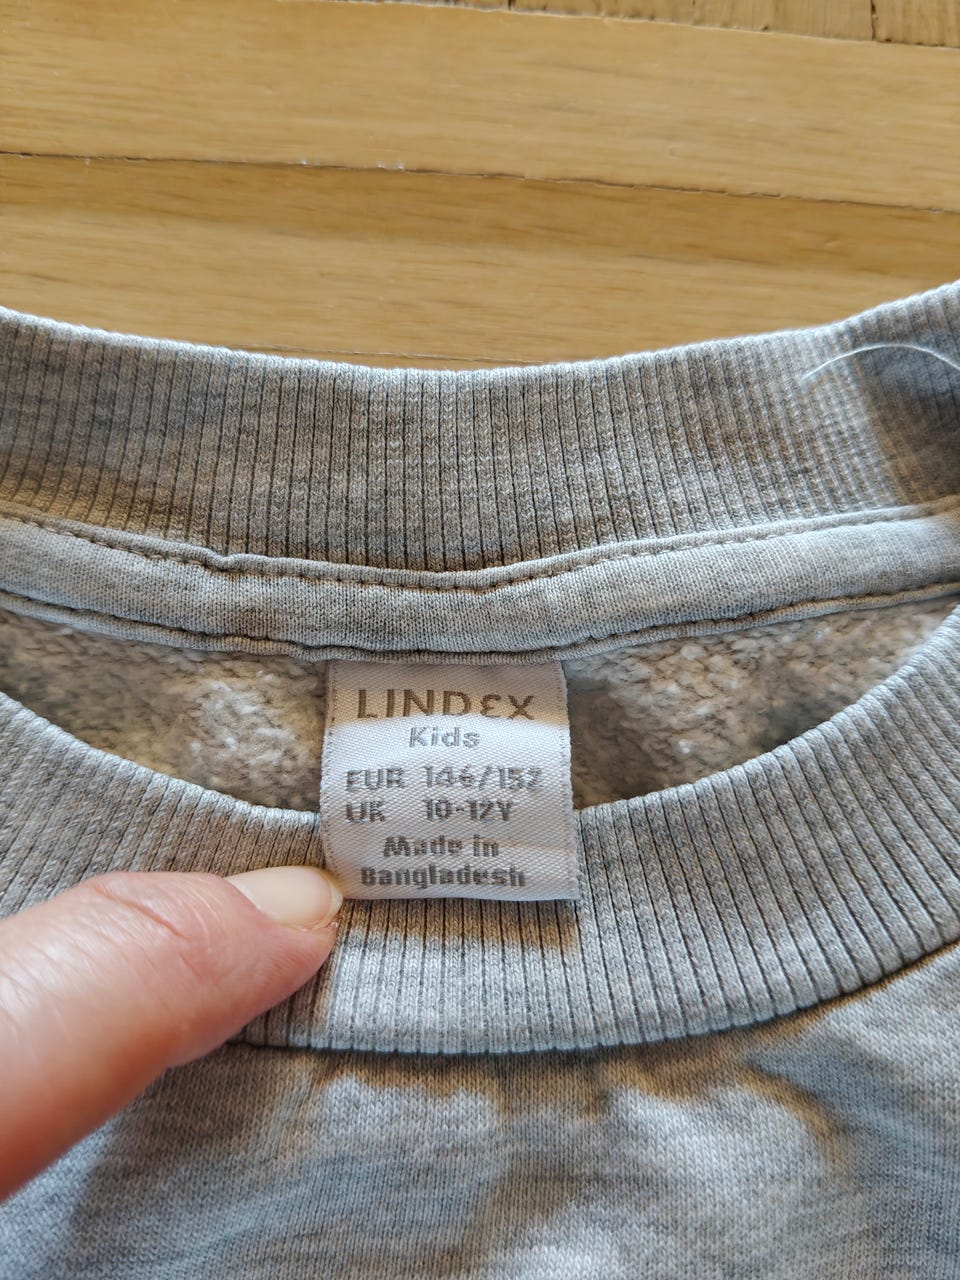 LINDEX
Kids
EUR 146/152
UK 10-12Y
Made in
Bangladesh